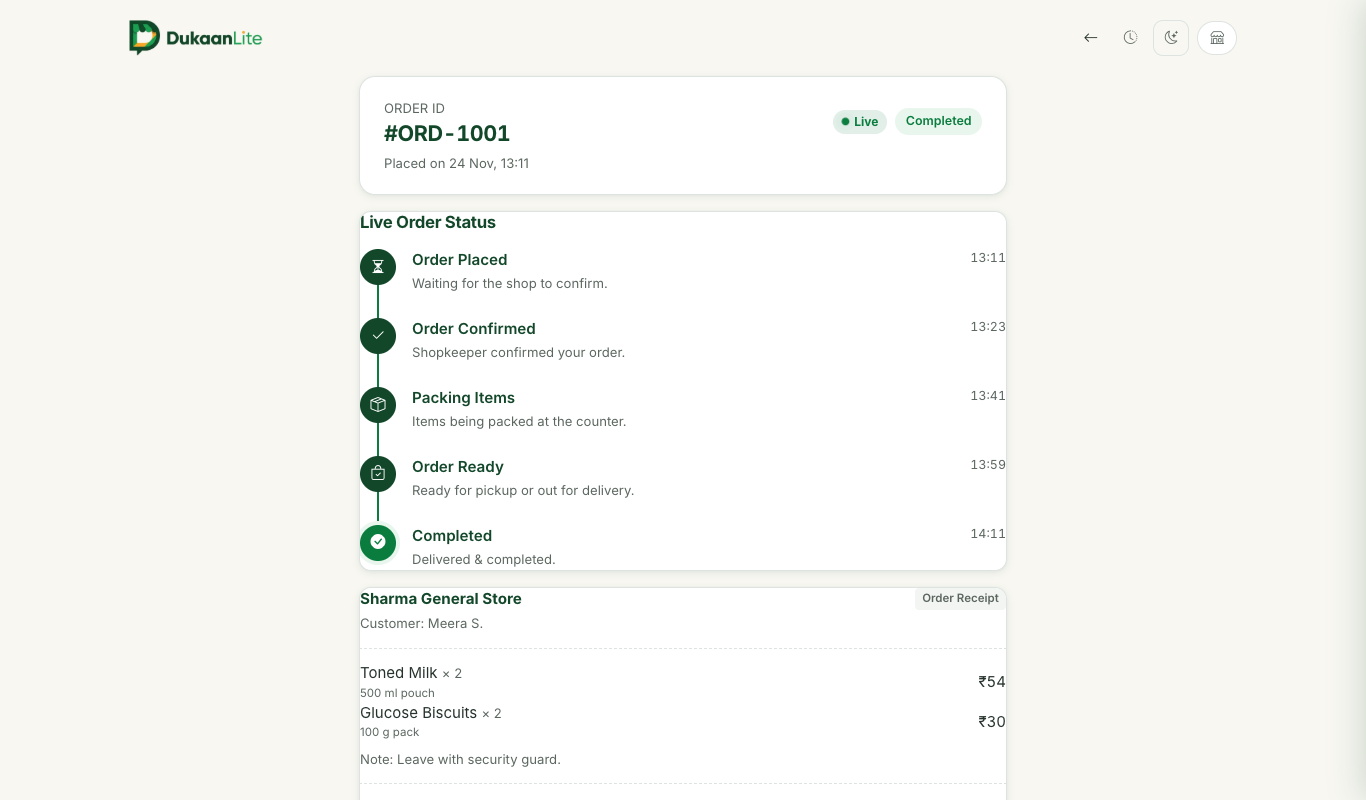 DukaanLite
ORDER ID
#ORD-1001
Placed on 24 Nov, 13:11
Live
Completed
Live Order Status
Order Placed
13:11
Waiting for the shop to confirm.
Order Confirmed
13:23
Shopkeeper confirmed your order.
Packing Items
13:41
Items being packed at the counter.
Order Ready
13:59
Ready for pickup or out for delivery.
Completed
14:11
Delivered & completed.
Sharma General Store
Order Receipt
Customer: Meera S.
Toned Milk × 2
₹54
500 ml pouch
Glucose Biscuits × 2
₹30
100 g pack
Note: Leave with security guard.